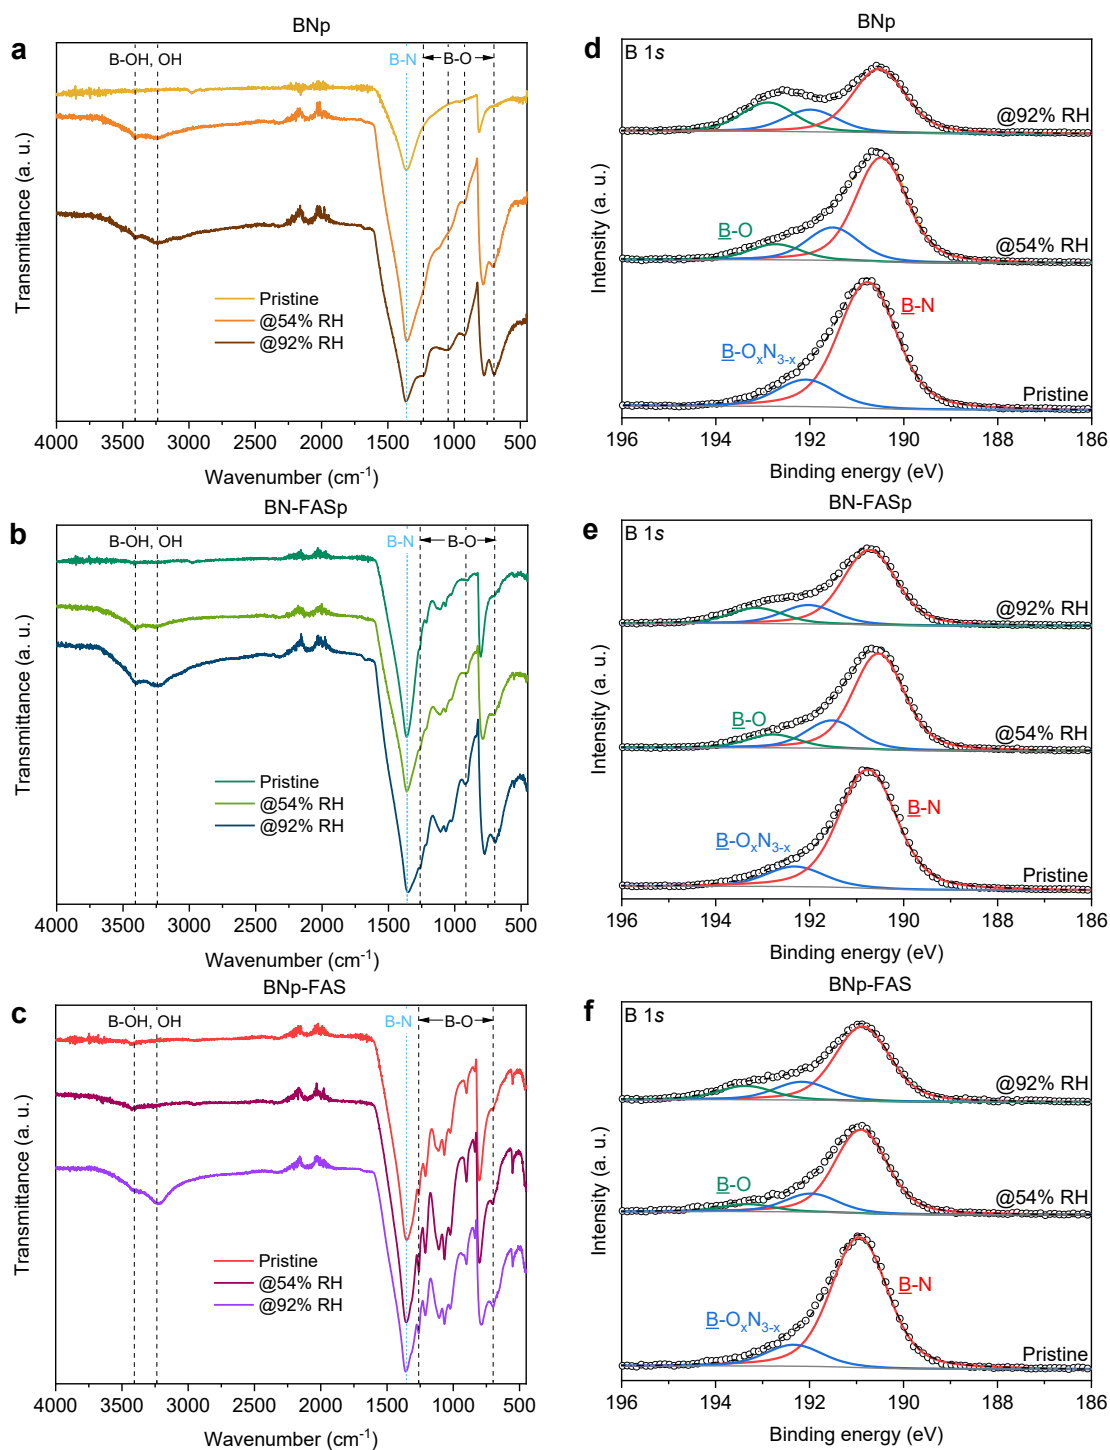 BNp
a
B-OH, OH
B-N
B-O
Transmittance (a. u.)
Pristine
@54% RH
@92% RH
4000 3500 3000 2500 2000 1500 1000 500
Wavenumber (cm-1)
BNp
d
B 1s
@92% RH
@54% RH
B-O
B-N
B-OxN3-x
Pristine
Intensity (a. u.)
196 194 192 190 188 186
Binding energy (eV)
BN-FASp
b
B-OH, OH
B-N
B-O
Transmittance (a. u.)
Pristine
@54% RH
@92% RH
4000 3500 3000 2500 2000 1500 1000 500
Wavenumber (cm-1)
BN-FASp
e
B 1s
@92% RH
B-O
@54% RH
B-N
B-OxN3-x
Pristine
Intensity (a. u.)
196 194 192 190 188 186
Binding energy (eV)
BNp-FAS
c
B-OH, OH
B-N
B-O
Transmittance (a. u.)
Pristine
@54% RH
@92% RH
4000 3500 3000 2500 2000 1500 1000 500
Wavenumber (cm-1)
BNp-FAS
f
B 1s
@92% RH
B-O
@54% RH
B-N
B-OxN3-x
Pristine
Intensity (a. u.)
196 194 192 190 188 186
Binding energy (eV)